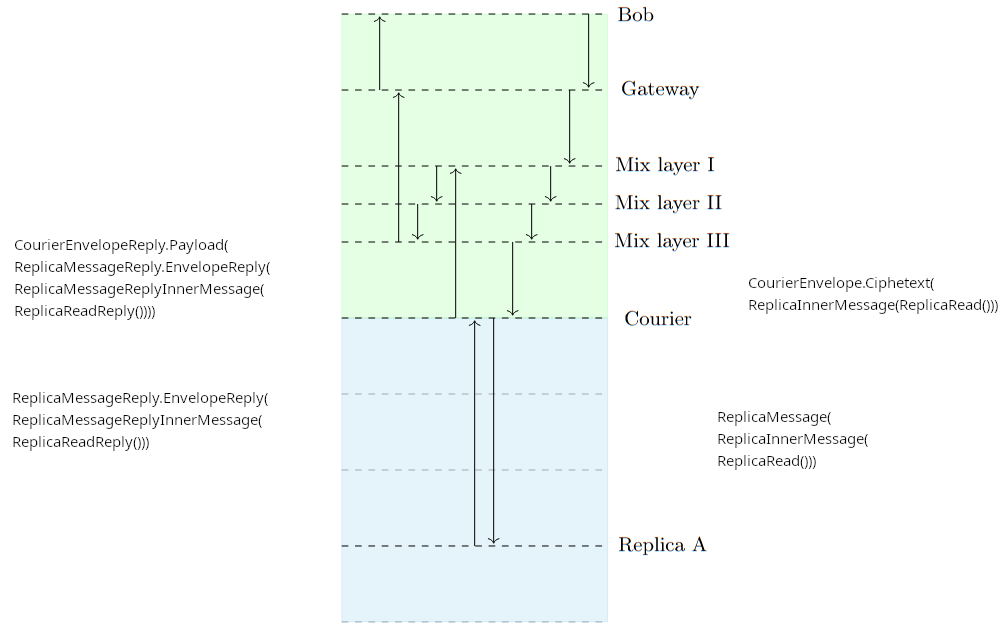 Bob
Gateway
Mix layer I
Mix layer II
Mix layer III
CourierEnvelopeReply.Payload(
ReplicaMessageReply.EnvelopeReply(
ReplicaMessageReplyInnerMessage(
ReplicaReadReply())))
CourierEnvelope.Ciphetext(
ReplicaInnerMessage(ReplicaRead()))
Courier
ReplicaMessageReply.EnvelopeReply(
ReplicaMessageReplyInnerMessage(
ReplicaReadReply()))
ReplicaMessage(
ReplicaInnerMessage(
ReplicaRead()))
Replica A